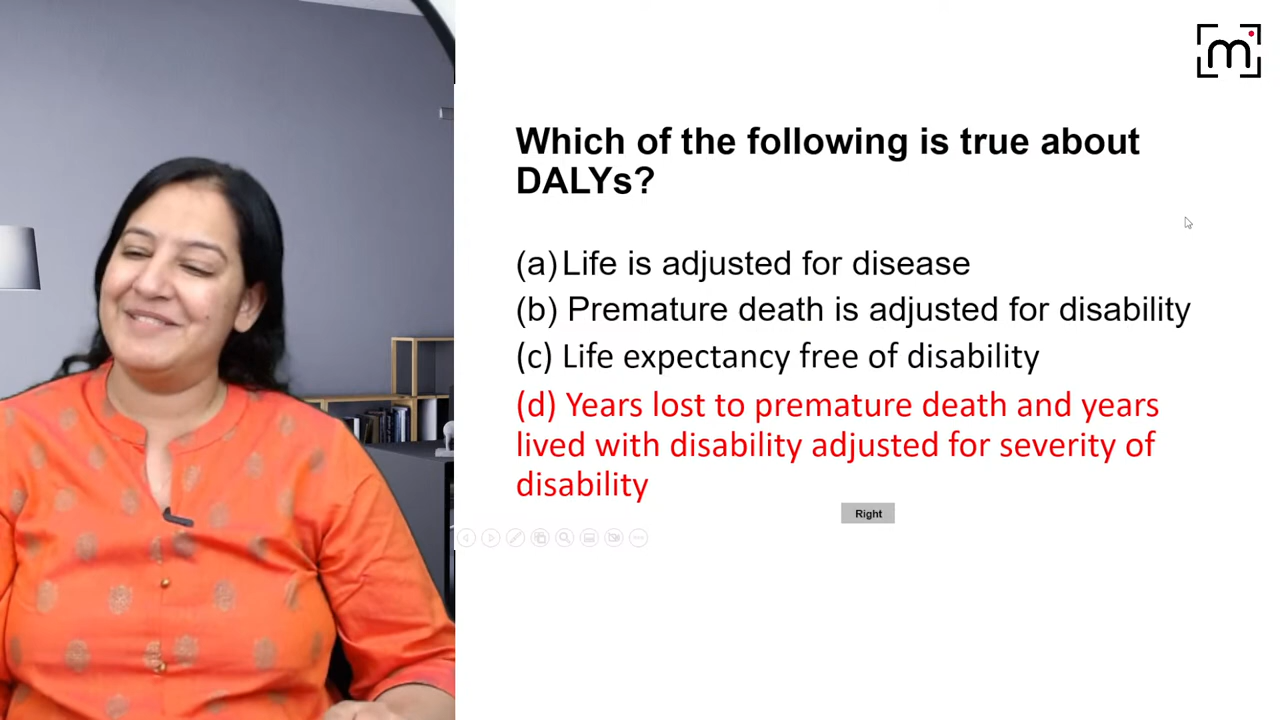 m
Which of the following is true about
DALYs?
(a) Life is adjusted for disease
(b) Premature death is adjusted for disability
(c) Life expectancy free of disability
(d) Years lost to premature death and years
lived with disability adjusted for severity of
disability
Right